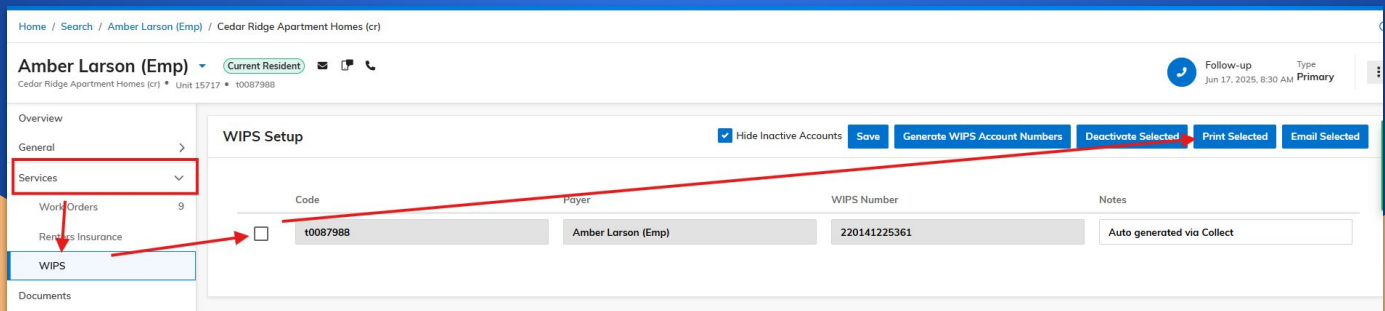 Home / Search / Amber Larson (Emp) / Cedar Ridge Apartment Homes (cr)
Amber Larson (Emp) Current Resident
Cedar Ridge Apartment Homes (cr) • Unit 15717 • t0087988
Follow-up Type
Jun 17, 2025, 8:30 AM Primary
Overview
General
Services
Work Orders 9
Renters Insurance
WIPS
Documents
WIPS Setup Hide Inactive Accounts Save Generate WIPS Account Numbers Deactivate Selected Print Selected Email Selected
Code Payer WIPS Number Notes
t0087988 Amber Larson (Emp) 220141225361 Auto generated via Collect